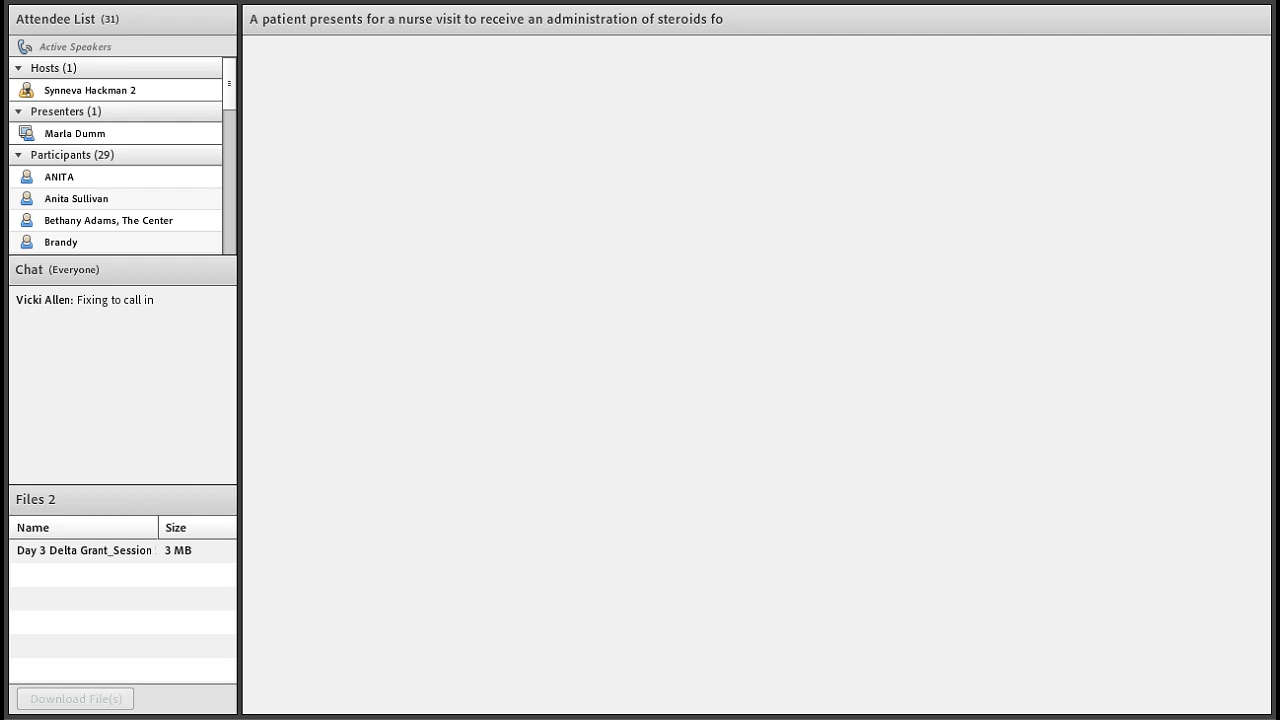 Attendee List (31)
Active Speakers
Hosts (1)
Synneva Hackman 2
Presenters (1)
Marla Dumm
Participants (29)
ANITA
Anita Sullivan
Bethany Adams, The Center
Brandy
Chat (Everyone)
Vicki Allen: Fixing to call in
Files 2
Name Size
Day 3 Delta Grant_Session 3 MB
Download File(s)
A patient presents for a nurse visit to receive an administration of steroids fo